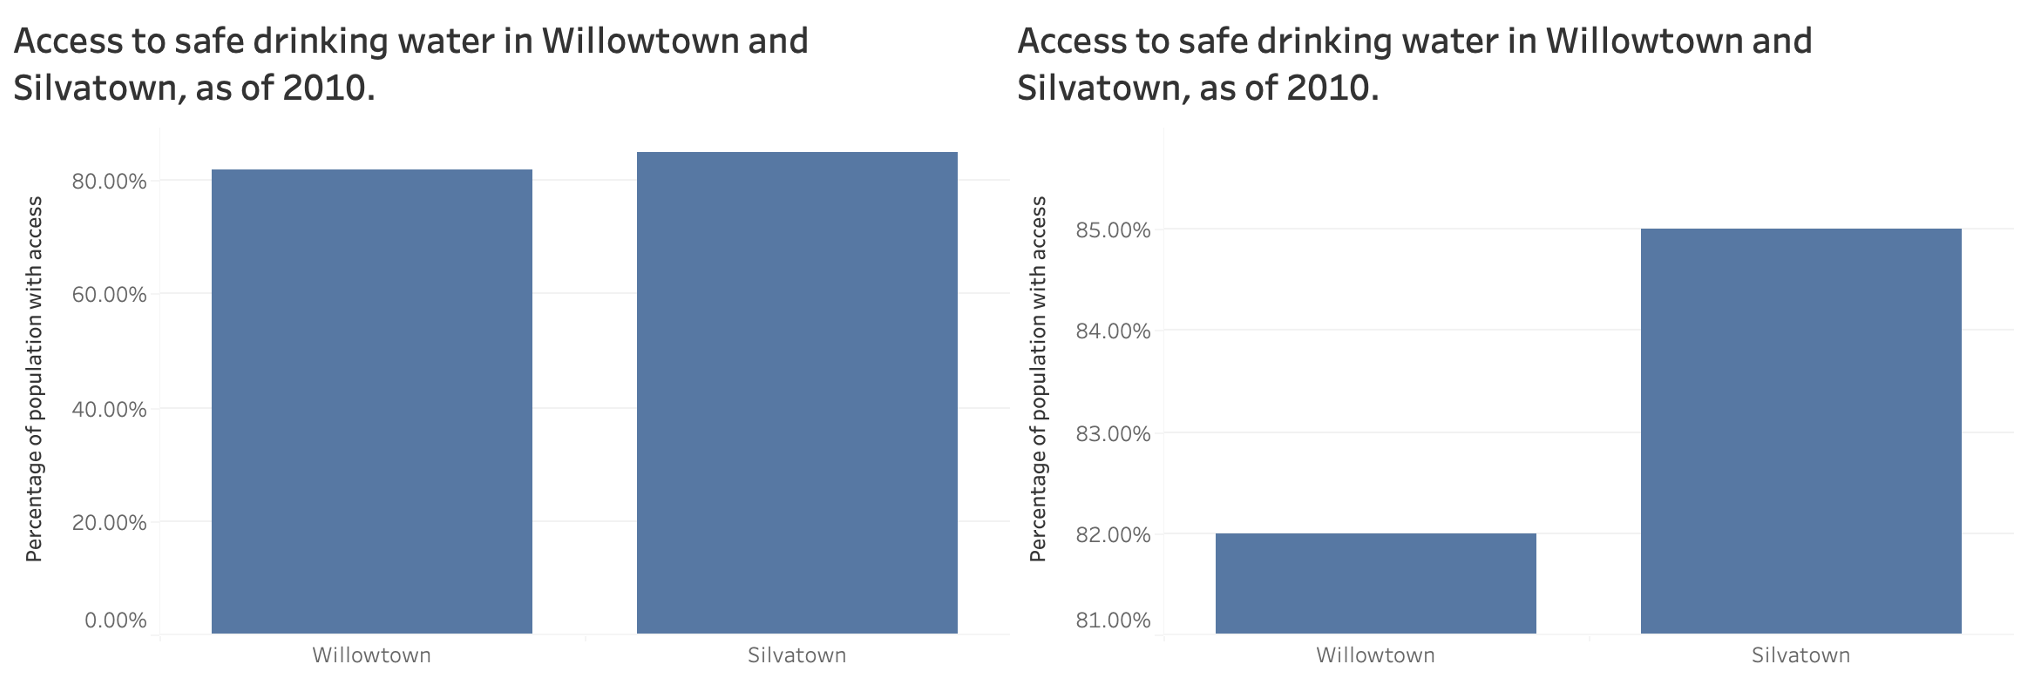 Access to safe drinking water in Willowtown and
Silvatown, as of 2010.
Percentage of population with access
80.00%
60.00%
40.00%
20.00%
0.00%
Willowtown
Silvatown
Access to safe drinking water in Willowtown and
Silvatown, as of 2010.
Percentage of population with access
85.00%
84.00%
83.00%
82.00%
81.00%
Willowtown
Silvatown